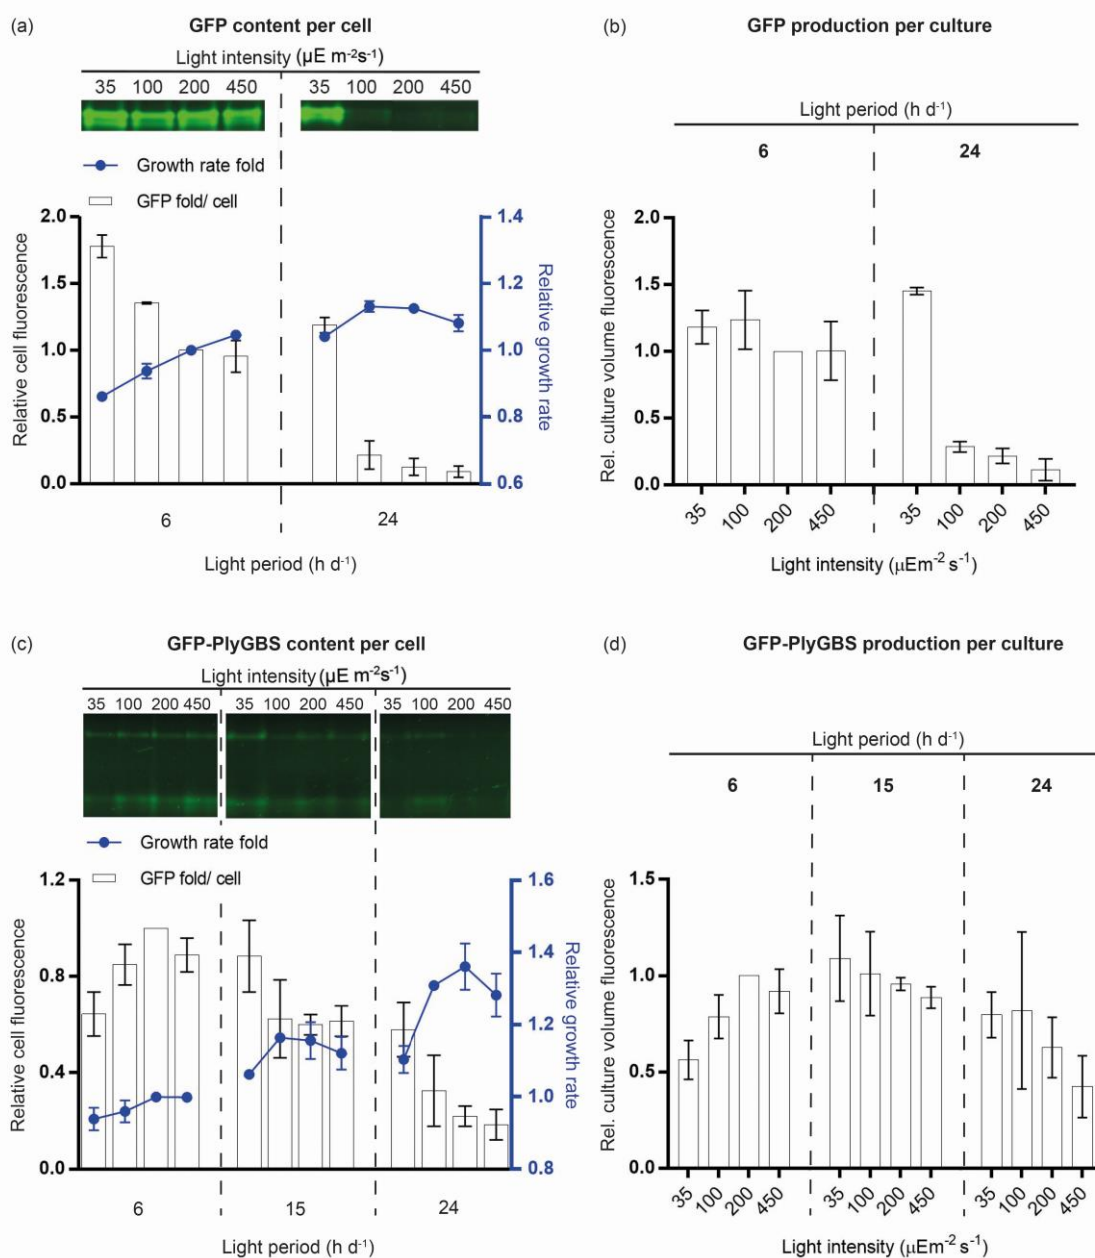 (a)
GFP content per cell
Light intensity (µE m⁻²s⁻¹)
35 100 200 450 35 100 200 450
Growth rate fold
GFP fold/ cell
2.0
1.5
1.0
0.5
0.0
Relative cell fluorescence
1.4
1.2
1.0
0.8
0.6
Relative growth rate
6 24
Light period (h d⁻¹)
(b)
GFP production per culture
Light period (h d⁻¹)
6 24
2.0
1.5
1.0
0.5
0.0
Rel. culture volume fluorescence
35 100 200 450 35 100 200 450
Light intensity (µEm⁻² s⁻¹)
(c)
GFP-PlyGBS content per cell
Light intensity (µE m⁻²s⁻¹)
35 100 200 450 35 100 200 450 35 100 200 450
Growth rate fold
GFP fold/ cell
1.2
0.8
0.4
0.0
Relative cell fluorescence
1.6
1.4
1.2
1.0
0.8
Relative growth rate
6 15 24
Light period (h d⁻¹)
(d)
GFP-PlyGBS production per culture
Light period (h d⁻¹)
6 15 24
1.5
1.0
0.5
0.0
Rel. culture volume fluorescence
35 100 200 450 35 100 200 450 35 100 200 450
Light intensity (µEm⁻² s⁻¹)